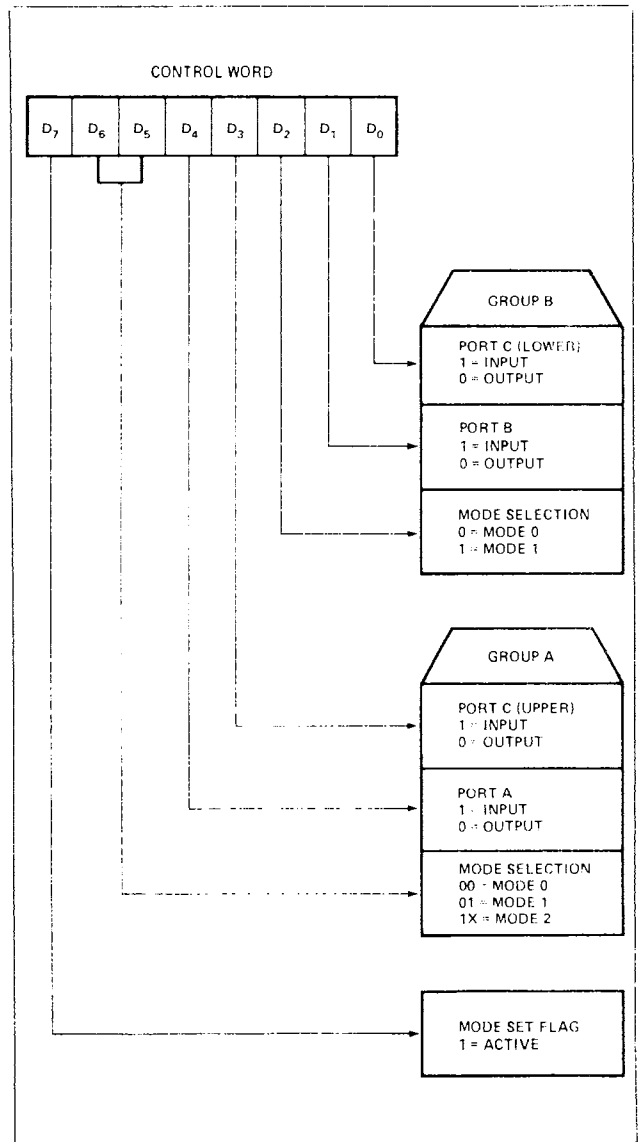 CONTROL WORD
D7 D6 D5 D4 D3 D2 D1 D0
GROUP B
PORT C (LOWER)
1 = INPUT
0 = OUTPUT
PORT B
1 = INPUT
0 = OUTPUT
MODE SELECTION
0 = MODE 0
1 = MODE 1
GROUP A
PORT C (UPPER)
1 = INPUT
0 = OUTPUT
PORT A
1 = INPUT
0 = OUTPUT
MODE SELECTION
00 = MODE 0
01 = MODE 1
1X = MODE 2
MODE SET FLAG
1 = ACTIVE